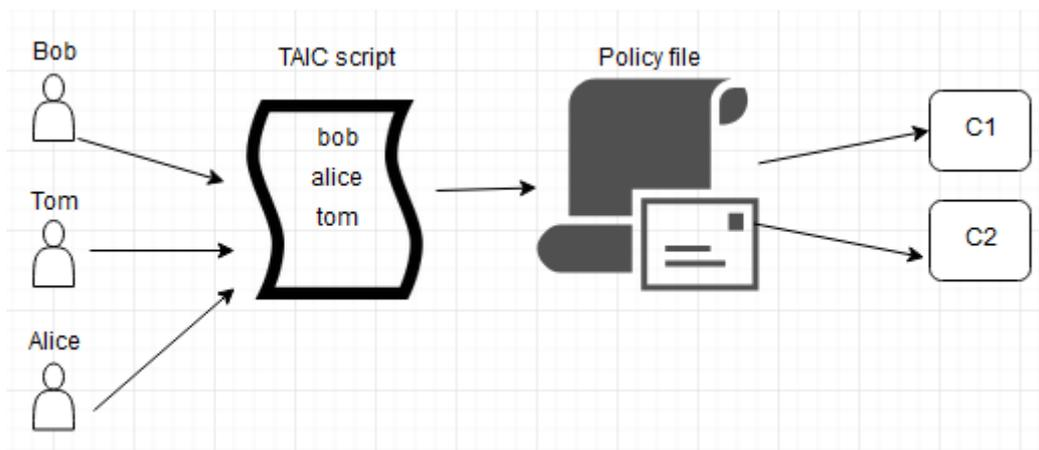 Bob
TAIC script
Policy file
bob
alice
tom
C1
Tom
C2
Alice